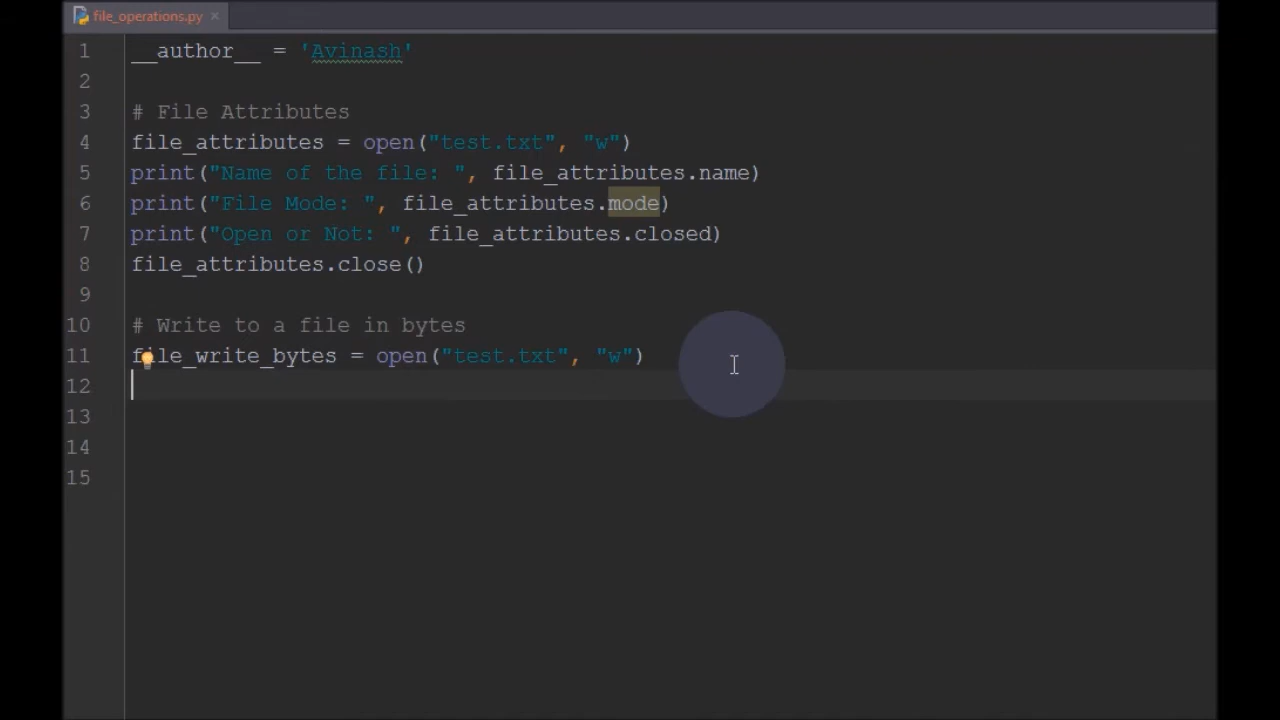 file_operations.py
1 __author__ = 'Avinash'
2
3 # File Attributes
4 file_attributes = open("test.txt", "w")
5 print("Name of the file: ", file_attributes.name)
6 print("File Mode: ", file_attributes.mode)
7 print("Open or Not: ", file_attributes.closed)
8 file_attributes.close()
9
10 # Write to a file in bytes
11 file_write_bytes = open("test.txt", "w")
12
13
14
15